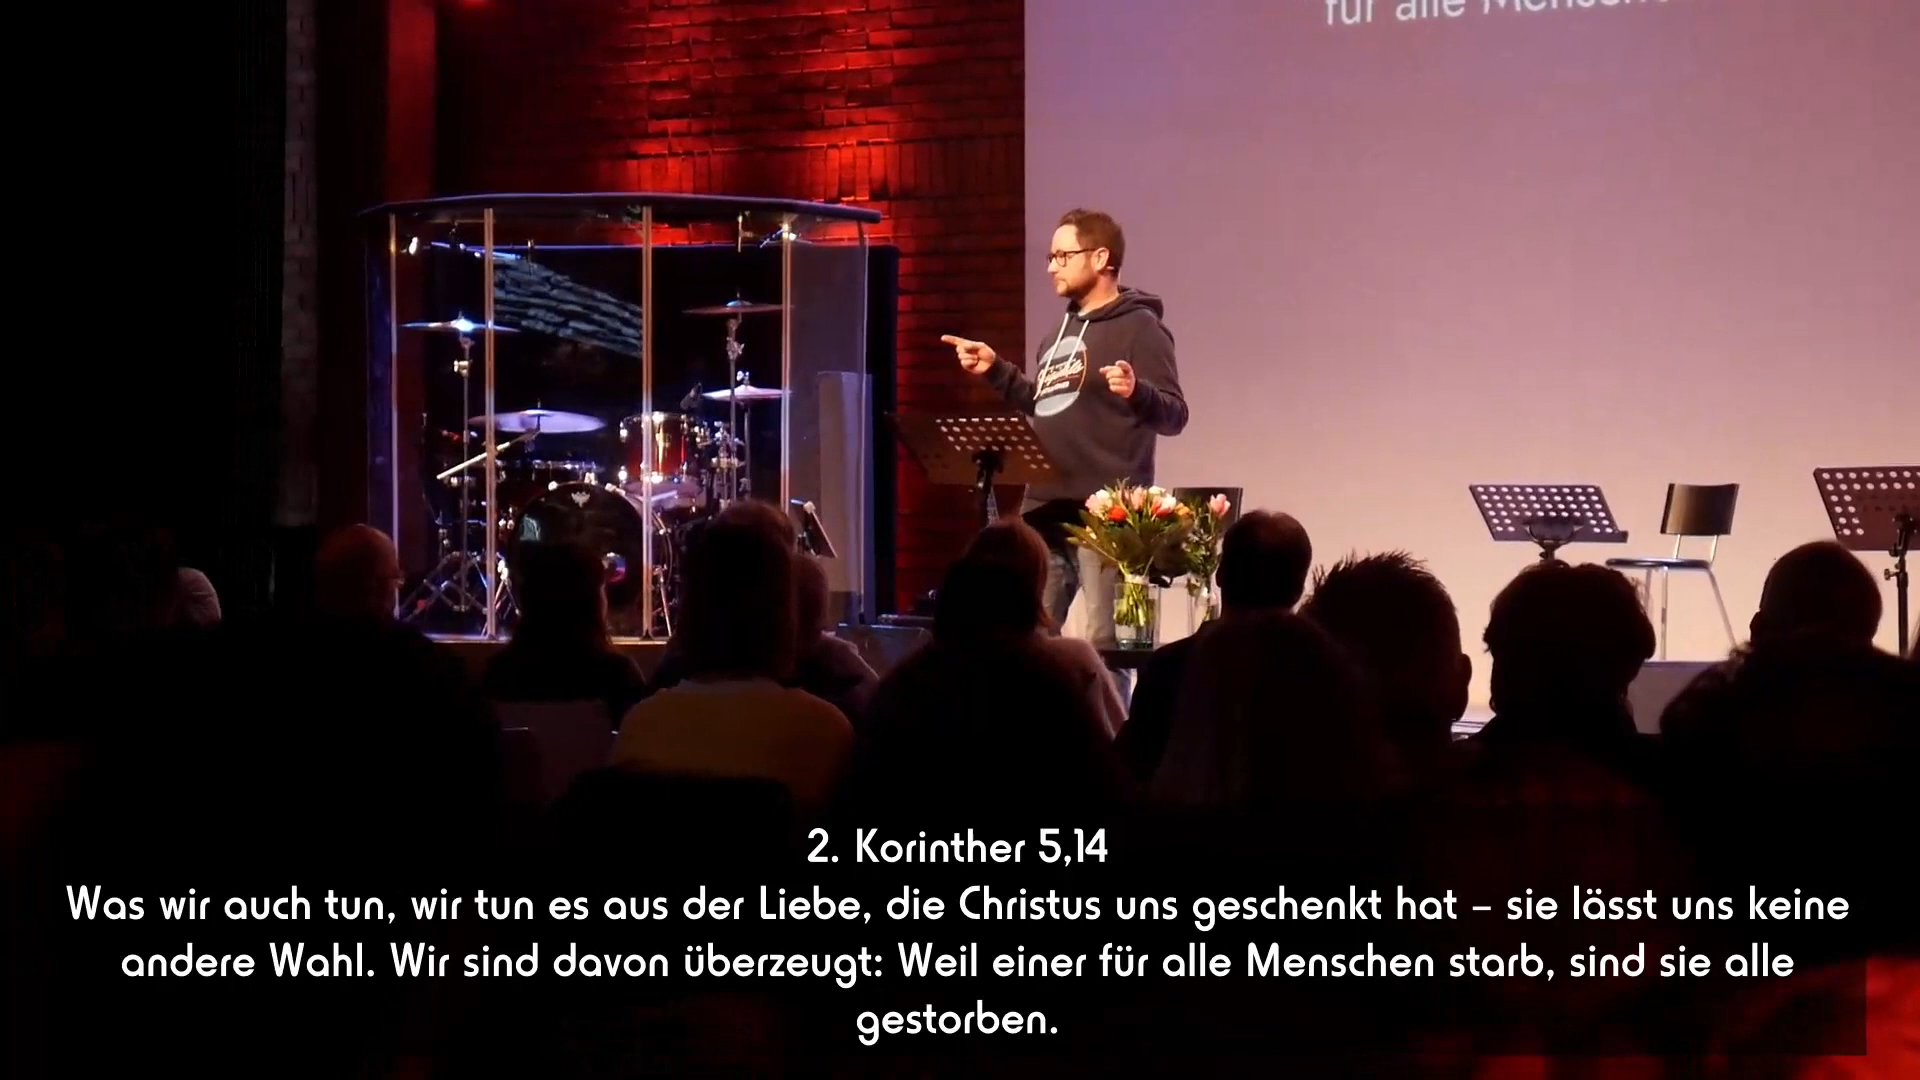 für alle
2. Korinther 5,14
Was wir auch tun, wir tun es aus der Liebe, die Christus uns geschenkt hat – sie lässt uns keine
andere Wahl. Wir sind davon überzeugt: Weil einer für alle Menschen starb, sind sie alle
gestorben.